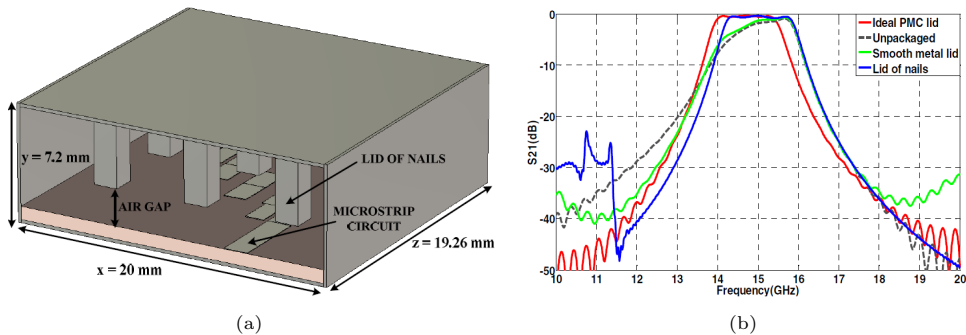 y = 7.2 mm
AIR GAP
LID OF NAILS
MICROSTRIP
CIRCUIT
x = 20 mm
z = 19.26 mm
(a)
S21(dB)
0
-10
-20
-30
-40
-50
10 11 12 13 14 15 16 17 18 19 20
Frequency(GHz)
Ideal PMC lid
Unpackaged
Smooth metal lid
Lid of nails
(b)